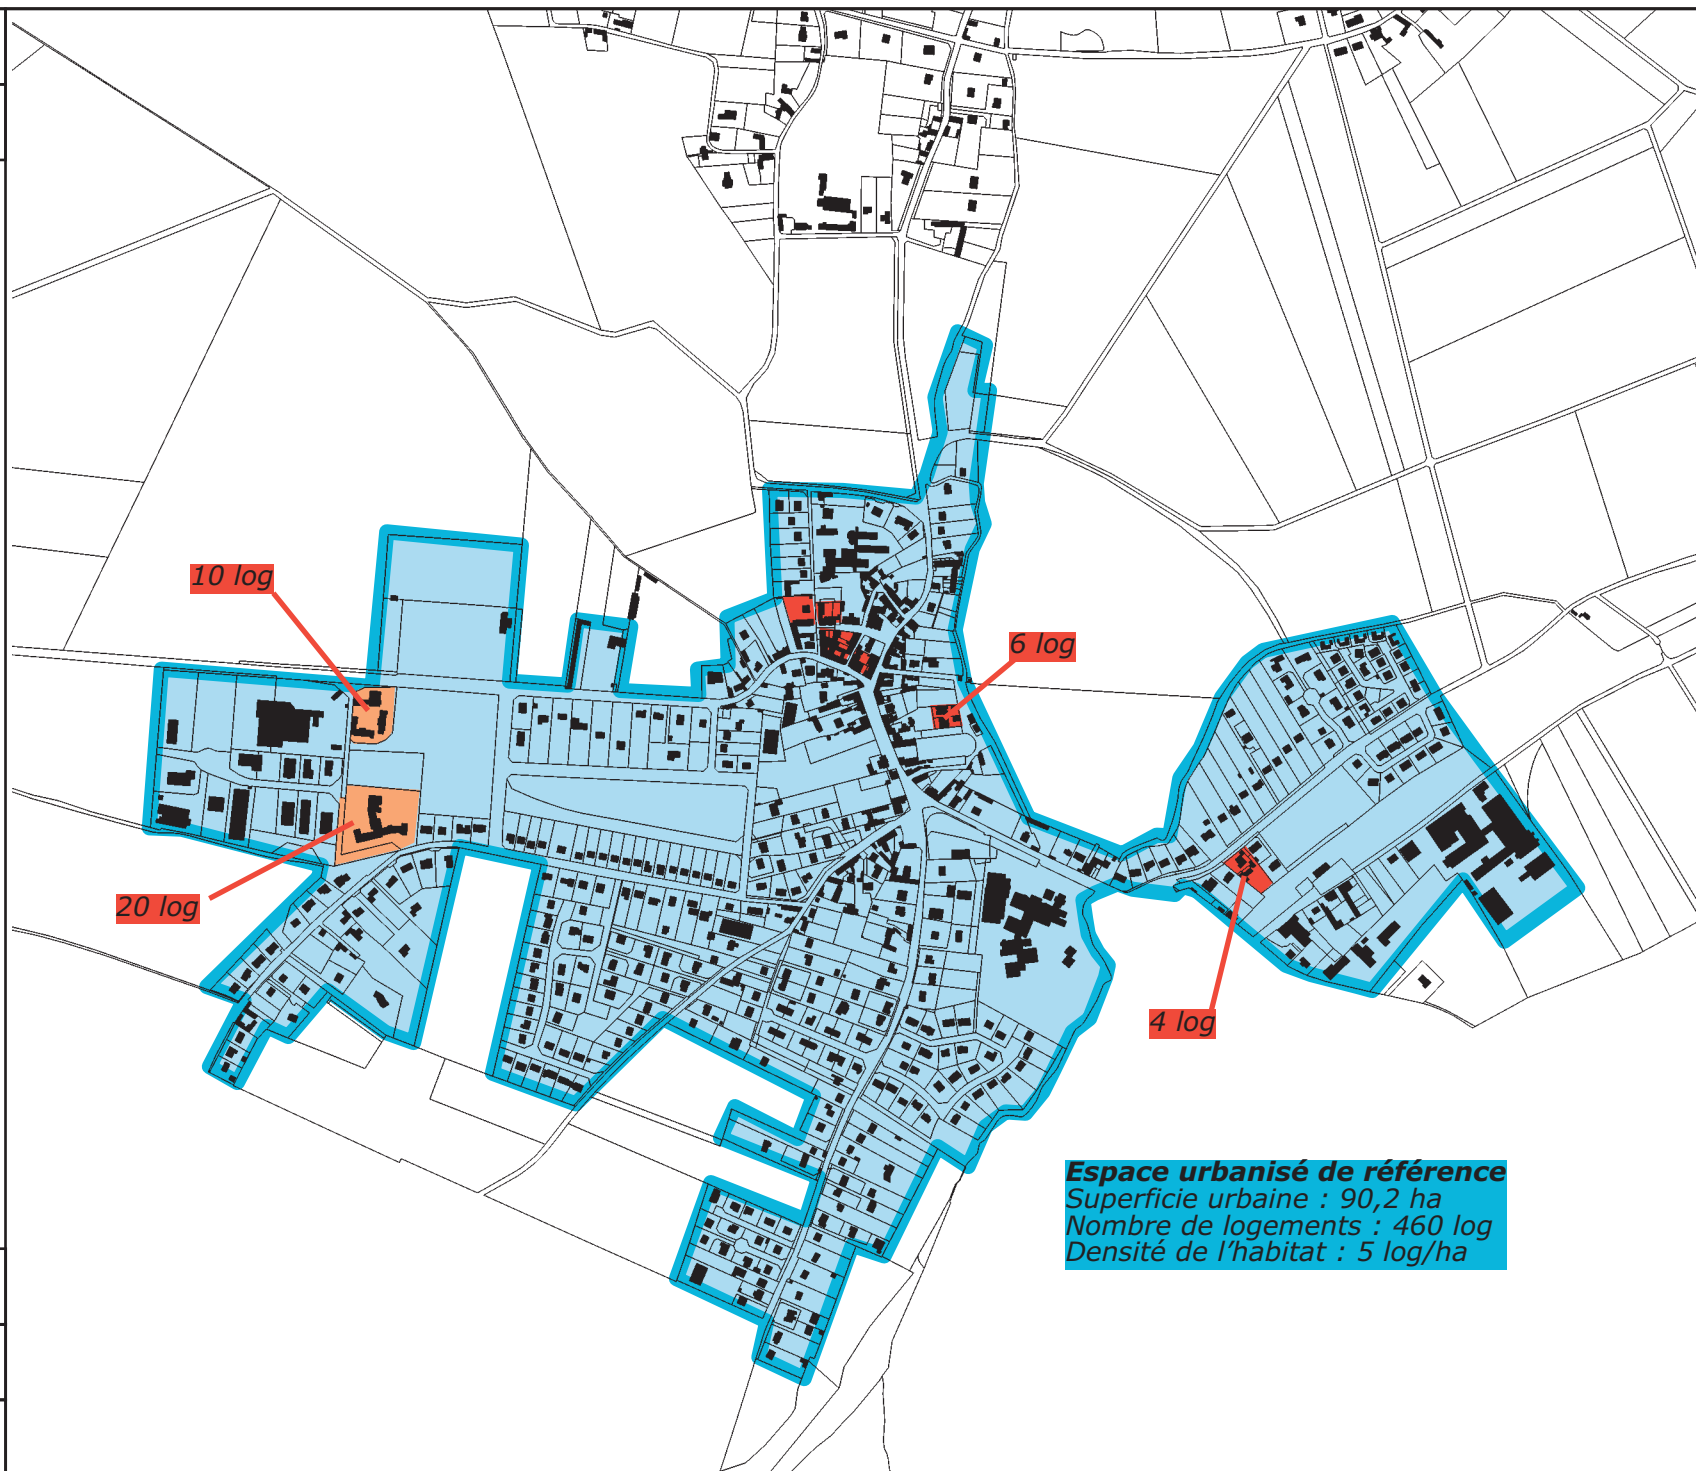 10 log
6 log
20 log
4 log
Espace urbanisé de référence
Superficie urbaine : 90,2 ha
Nombre de logements : 460 log
Densité de l'habitat : 5 log/ha